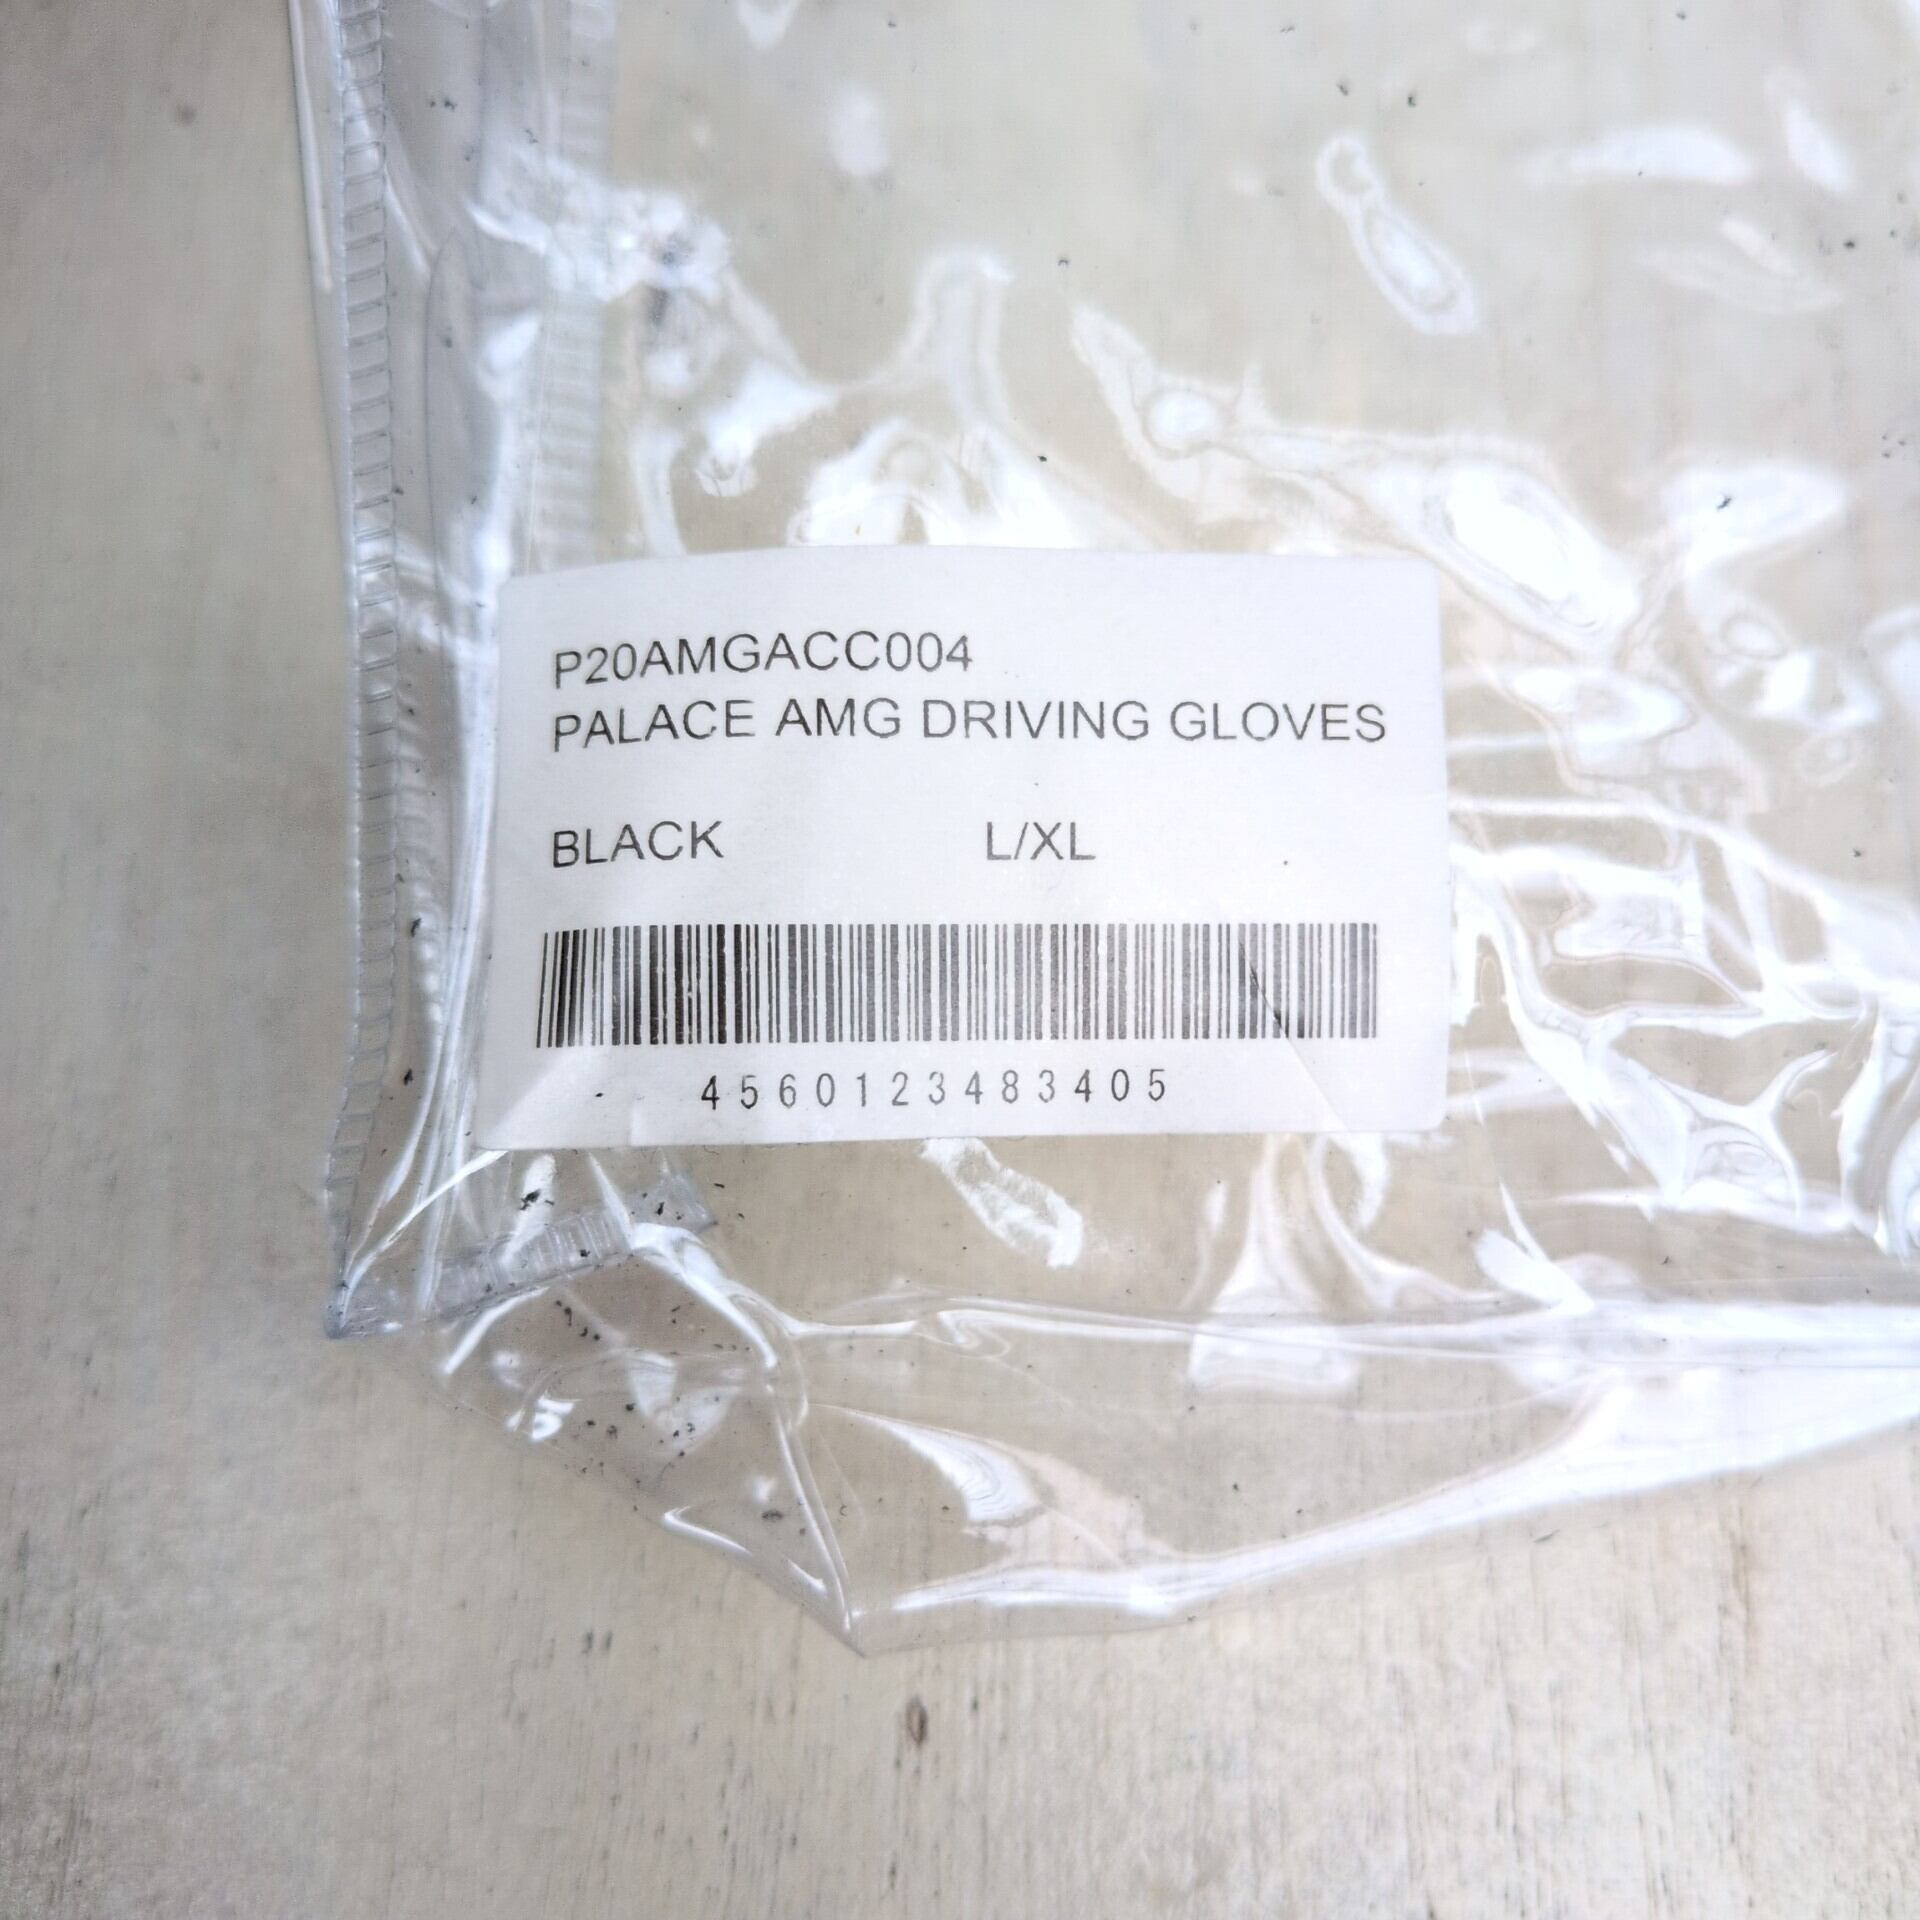 P20AMGACC004
PALACE AMG DRIVING GLOVES
BLACK L/XL
4560123483405